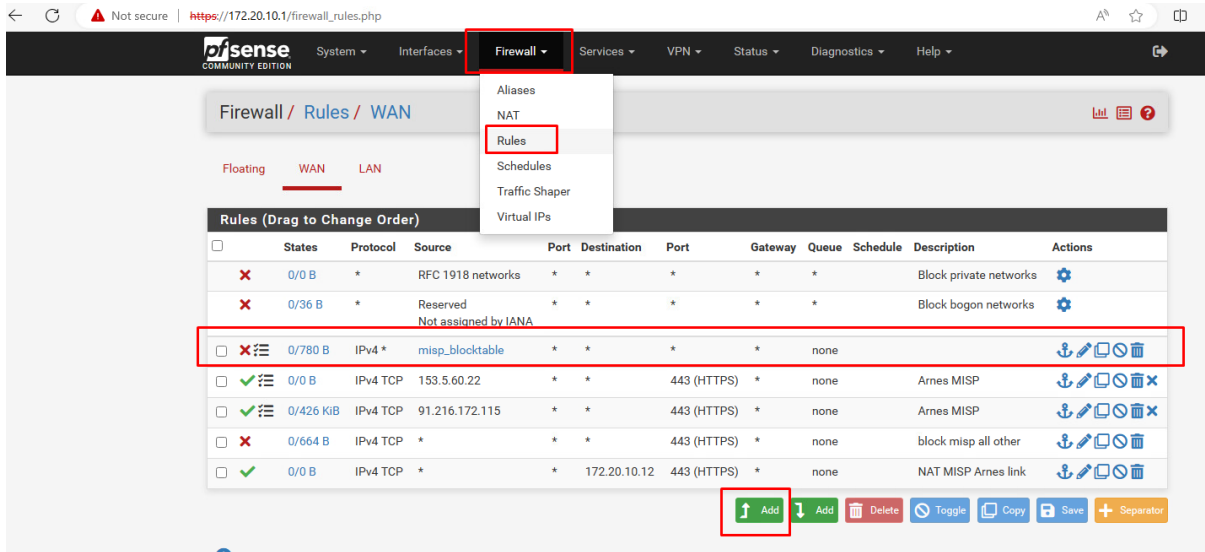 Not secure | https://172.20.10.1/firewall_rules.php
pfsense
COMMUNITY EDITION
System Interfaces Firewall Services VPN Status Diagnostics Help
Aliases
NAT
Rules
Schedules
Traffic Shaper
Virtual IPs
Firewall / Rules / WAN
Floating WAN LAN
Rules (Drag to Change Order)
States Protocol Source Port Destination Port Gateway Queue Schedule Description Actions
0/0 B * RFC 1918 networks * * * * * Block private networks
0/36 B * Reserved * * * * * Block bogon networks
Not assigned by IANA
0/780 B IPv4 * misp_blocktable * * * * none
0/0 B IPv4 TCP 153.5.60.22 * * 443 (HTTPS) * none Arnes MISP
0/426 KiB IPv4 TCP 91.216.172.115 * * 443 (HTTPS) * none Arnes MISP
0/664 B IPv4 TCP * * * 443 (HTTPS) * none block misp all other
0/0 B IPv4 TCP * * 172.20.10.12 443 (HTTPS) * none NAT MISP Arnes link
Add Add Delete Toggle Copy Save Separator